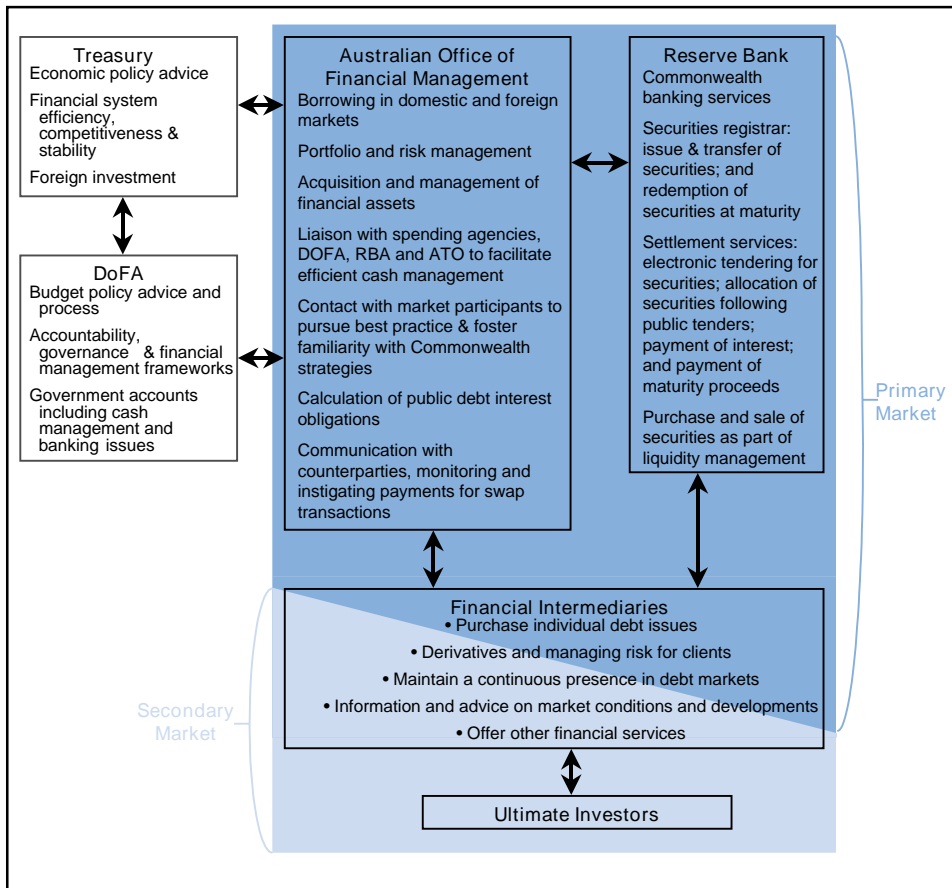 Treasury
Economic policy advice
Financial system
efficiency,
competitiveness &
stability
Foreign investment
DoFA
Budget policy advice and
process
Accountability,
governance & financial
management frameworks
Government accounts
including cash
management and
banking issues
Australian Office of
Financial Management
Borrowing in domestic and foreign
markets
Portfolio and risk management
Acquisition and management of
financial assets
Liaison with spending agencies,
DOFA, RBA and ATO to facilitate
efficient cash management
Contact with market participants to
pursue best practice & foster
familiarity with Commonwealth
strategies
Calculation of public debt interest
obligations
Communication with
counterparties, monitoring and
instigating payments for swap
transactions
Reserve Bank
Commonwealth
banking services
Securities registrar:
issue & transfer of
securities; and
redemption of
securities at maturity
Settlement services:
electronic tendering for
securities; allocation of
securities following
public tenders;
payment of interest;
and payment of
maturity proceeds
Purchase and sale of
securities as part of
liquidity management
Primary
Market
Financial Intermediaries
• Purchase individual debt issues
• Derivatives and managing risk for clients
• Maintain a continuous presence in debt markets
• Information and advice on market conditions and developments
• Offer other financial services
Secondary
Market
Ultimate Investors